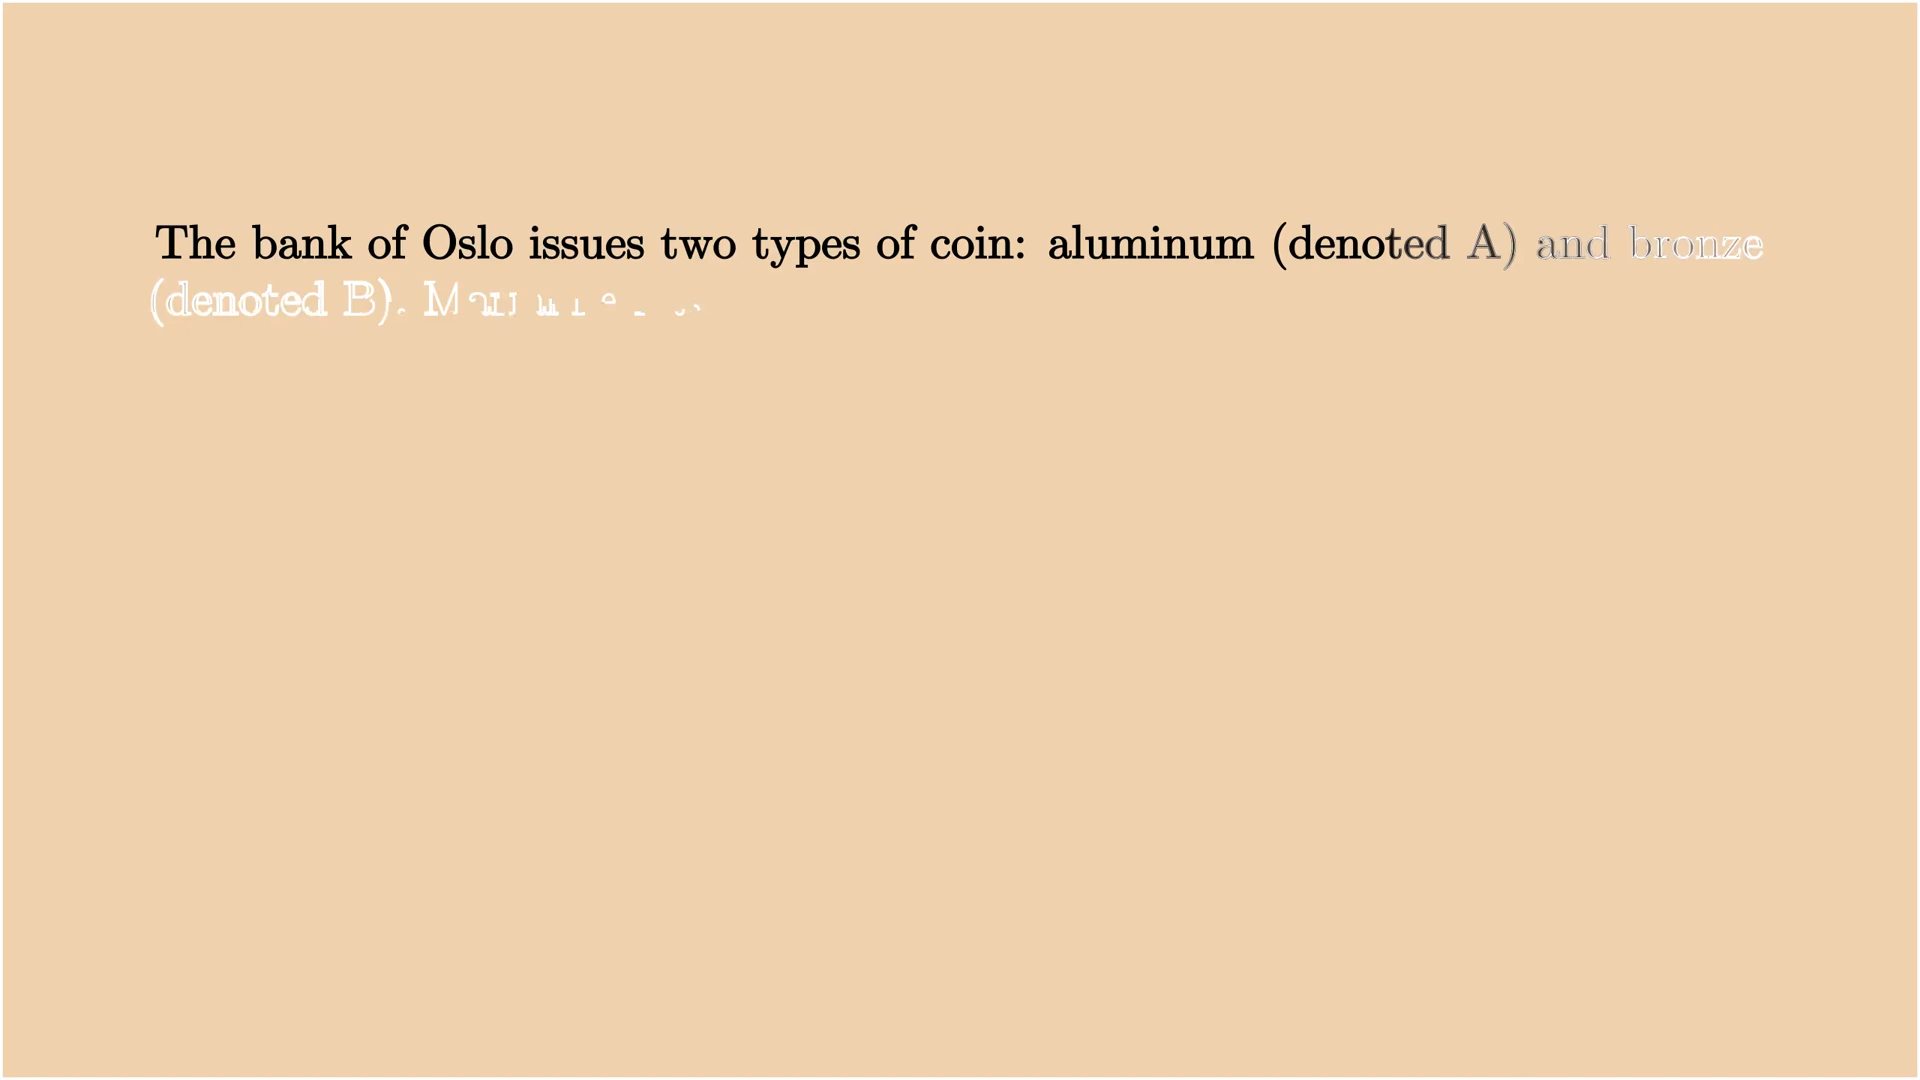 The bank of Oslo issues two types of coin: aluminum (denoted A) and bronze
(denoted B).